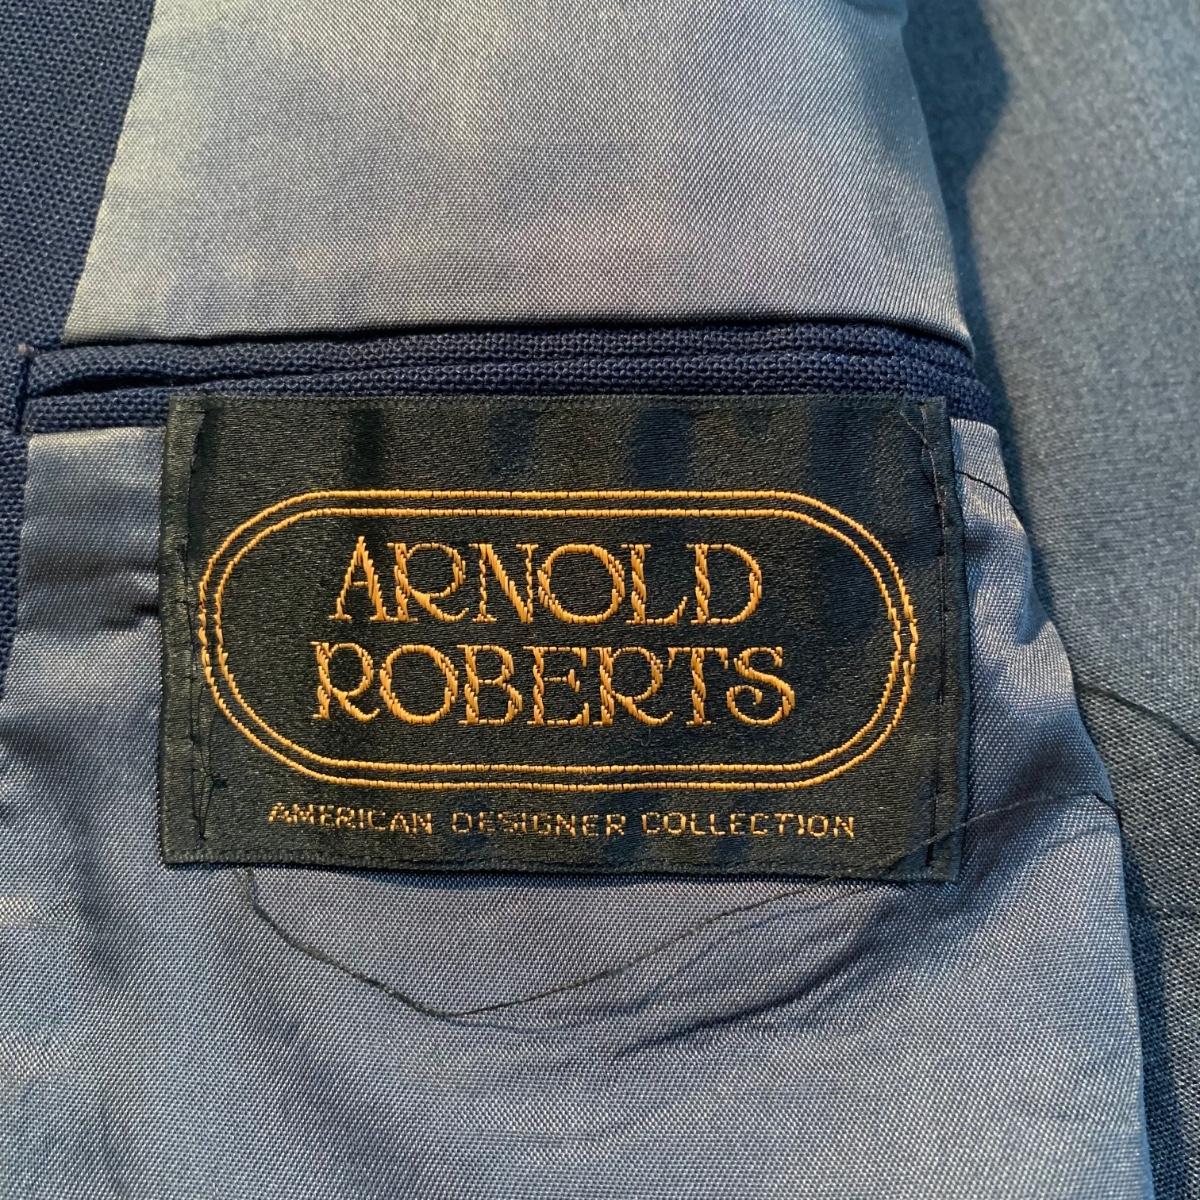 ARNOLD
ROBERTS
AMERICAN DESIGNER COLLECTION